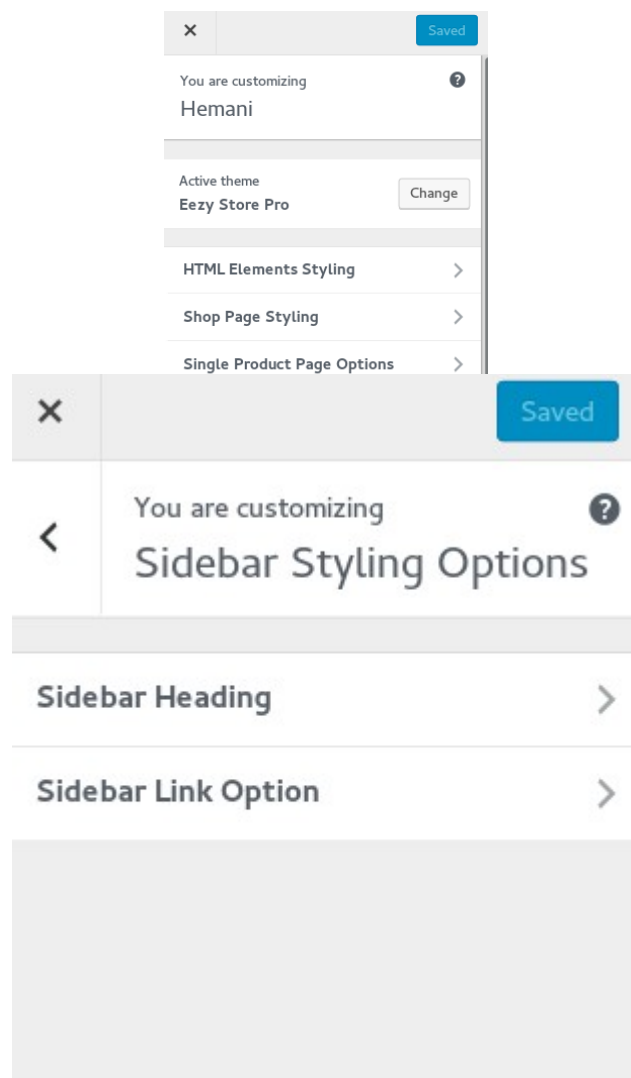 Saved
You are customizing
Hemani
Active theme
Eezy Store Pro
Change
HTML Elements Styling
Shop Page Styling
Single Product Page Options
Saved
You are customizing
Sidebar Styling Options
Sidebar Heading
Sidebar Link Option